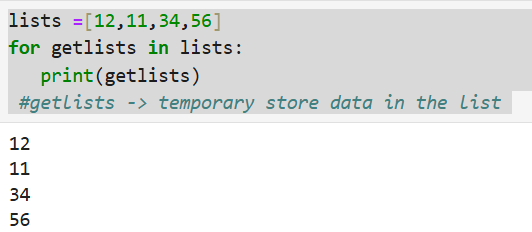 lists =[12,11,34,56]
for getlists in lists:
   print(getlists)
 #getlists -> temporary store data in the list
12
11
34
56